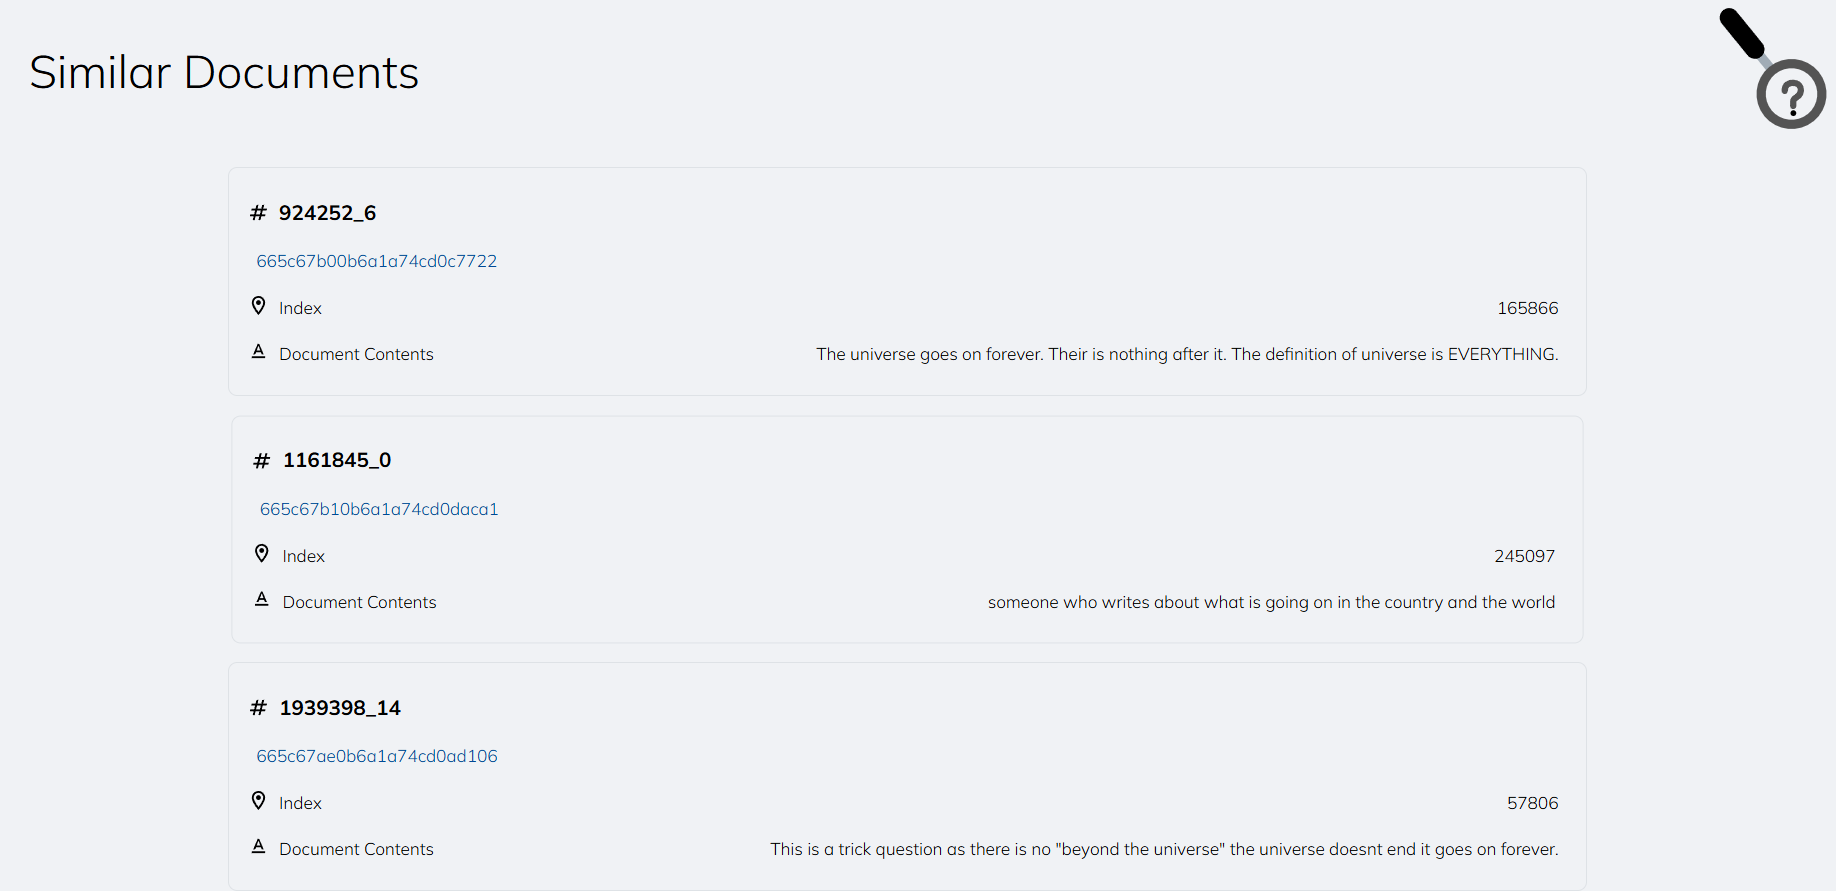 Similar Documents
?
# 924252_6
665c67b00b6a1a74cd0c7722
Index 165866
A Document Contents The universe goes on forever. Their is nothing after it. The definition of universe is EVERYTHING.
# 1161845_0
665c67b10b6a1a74cd0daca1
Index 245097
A Document Contents someone who writes about what is going on in the country and the world
# 1939398_14
665c67ae0b6a1a74cd0ad106
Index 57806
A Document Contents This is a trick question as there is no "beyond the universe" the universe doesnt end it goes on forever.